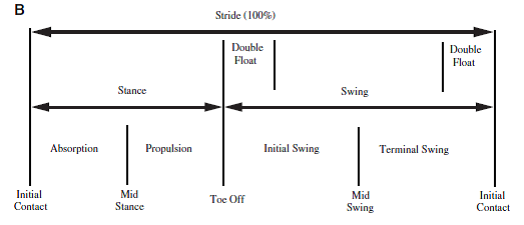 B
Stride (100%)
Double
Float
Double
Float
Stance
Swing
Absorption
Propulsion
Initial Swing
Terminal Swing
Initial
Contact
Mid
Stance
Toe Off
Mid
Swing
Initial
Contact